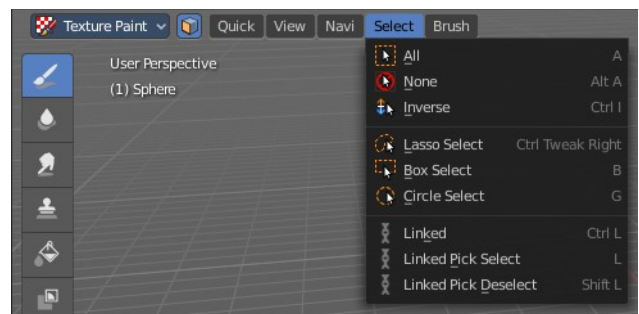 Texture Paint Quick View Navi Select Brush
User Perspective
(1) Sphere
All A
None Alt A
Inverse Ctrl I
Lasso Select Ctrl Tweak Right
Box Select B
Circle Select G
Linked Ctrl L
Linked Pick Select L
Linked Pick Deselect Shift L